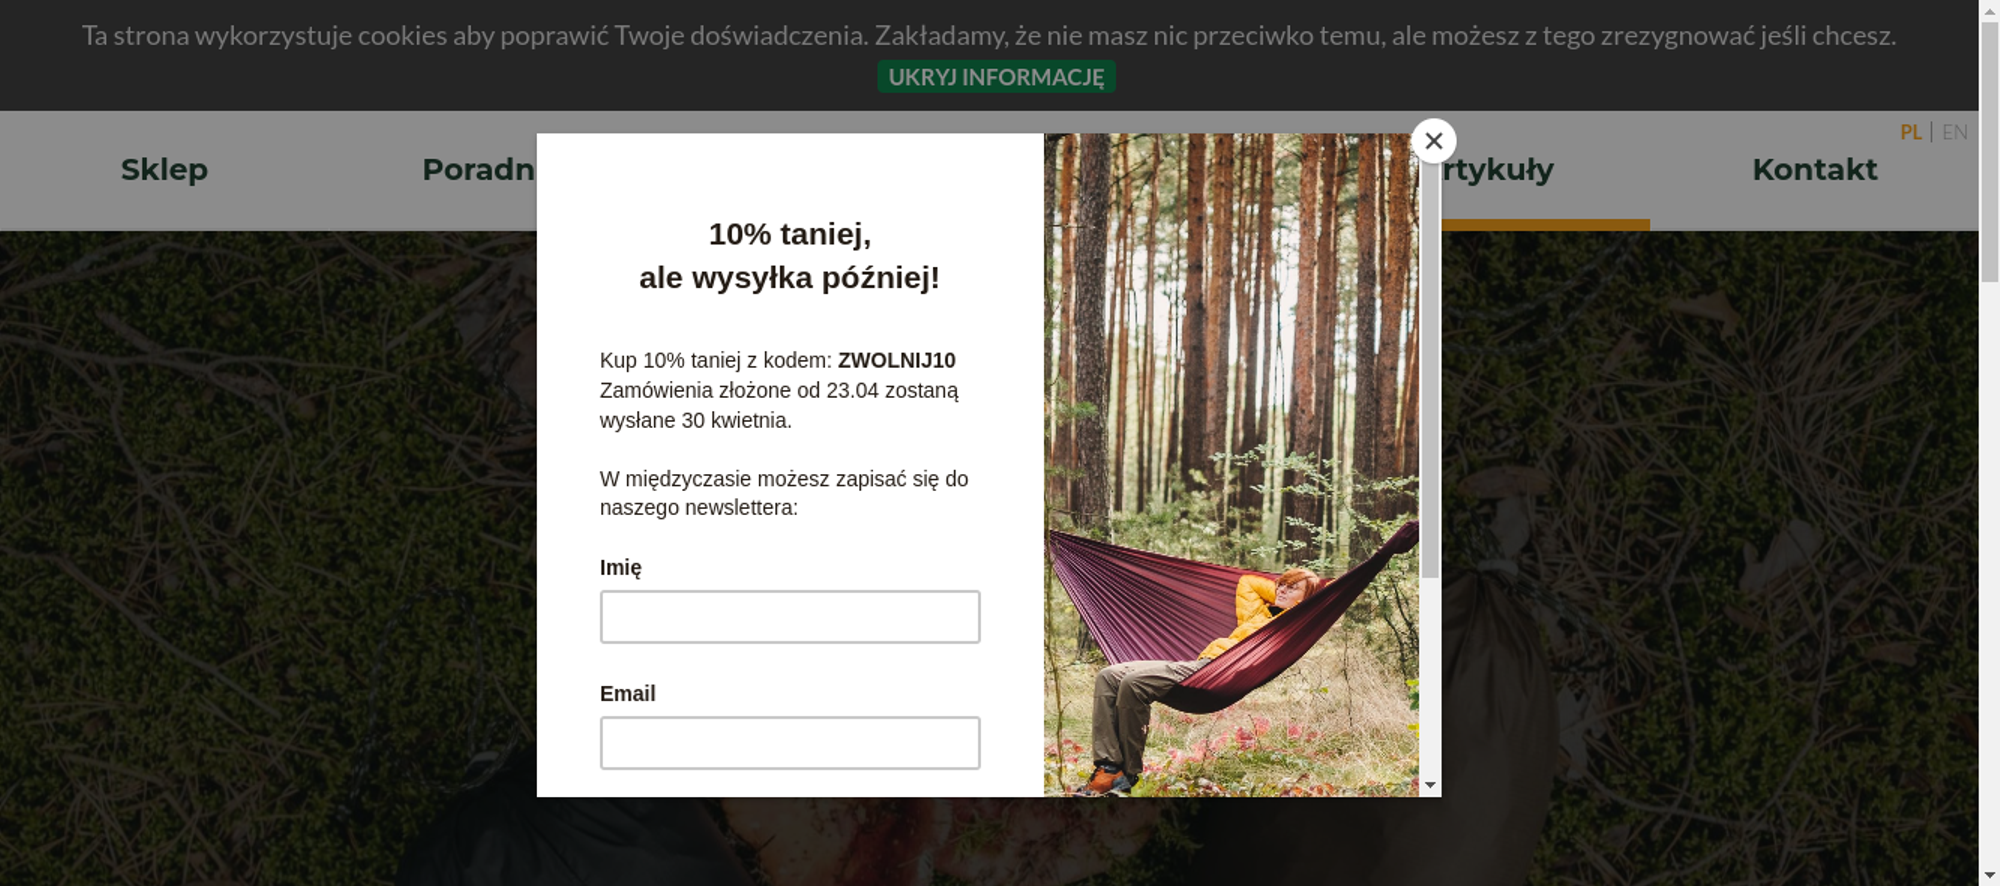 Ta strona wykorzystuje cookies aby poprawić Twoje doświadczenia. Zakładamy, że nie masz nic przeciwko temu, ale możesz z tego zrezygnować jeśli chcesz.
UKRYJ INFORMACJĘ
PL | EN
Sklep
Poradn
rtykuły
Kontakt
10% taniej,
ale wysyłka później!
Kup 10% taniej z kodem: ZWOLNIJ10
Zamówienia złożone od 23.04 zostaną
wysłane 30 kwietnia.
W międzyczasie możesz zapisać się do
naszego newslettera:
Imię
Email